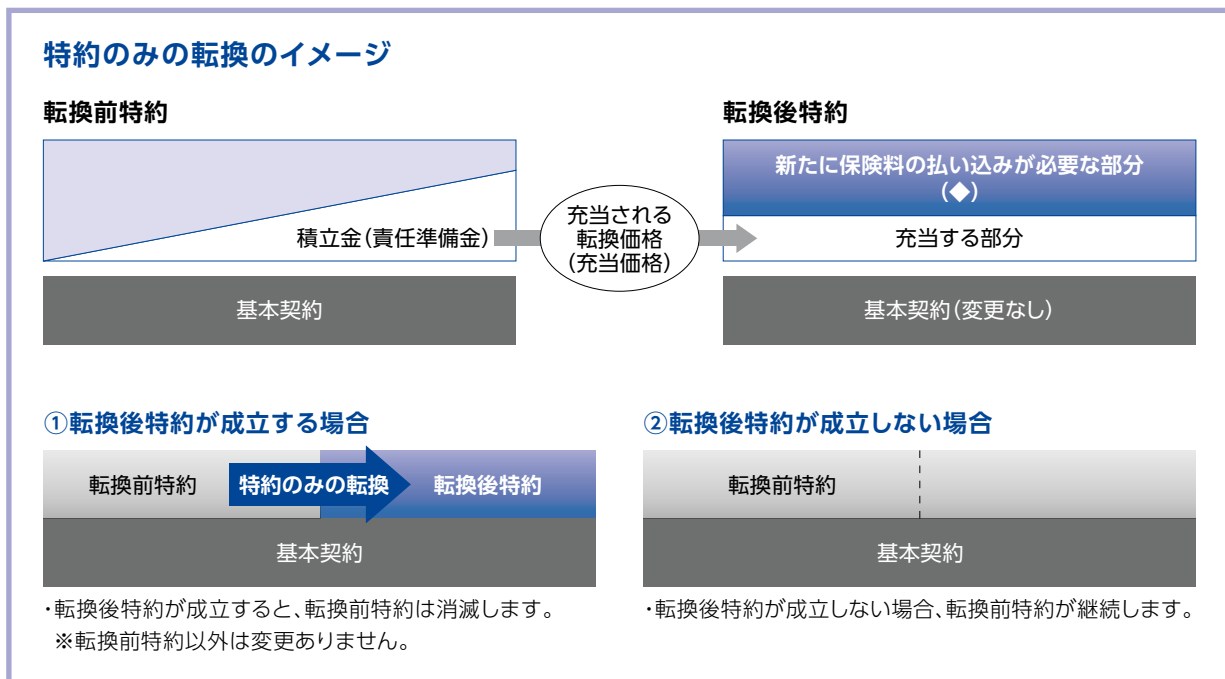 特約のみの転換のイメージ
転換前特約
積立金(責任準備金)
基本契約
充当される
転換価格
(充当価格)
転換後特約
新たに保険料の払い込みが必要な部分
(◆)
充当する部分
基本契約(変更なし)
①転換後特約が成立する場合
転換前特約
特約のみの転換
転換後特約
基本契約
・転換後特約が成立すると、転換前特約は消滅します。
※転換前特約以外は変更ありません。
②転換後特約が成立しない場合
転換前特約
基本契約
・転換後特約が成立しない場合、転換前特約が継続します。